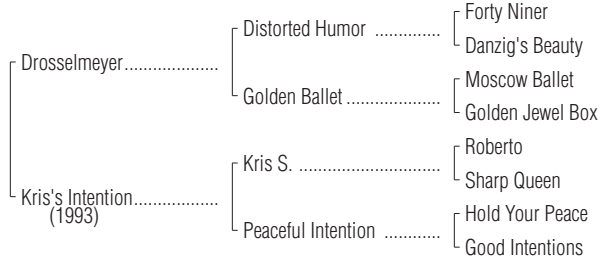 Forty Niner
Distorted Humor ..............
Danzig's Beauty
Drosselmeyer....................
Moscow Ballet
Golden Ballet ....................
Golden Jewel Box
Roberto
Kris S. ..............................
Sharp Queen
Kris's Intention..................
(1993)
Hold Your Peace
Peaceful Intention ............
Good Intentions